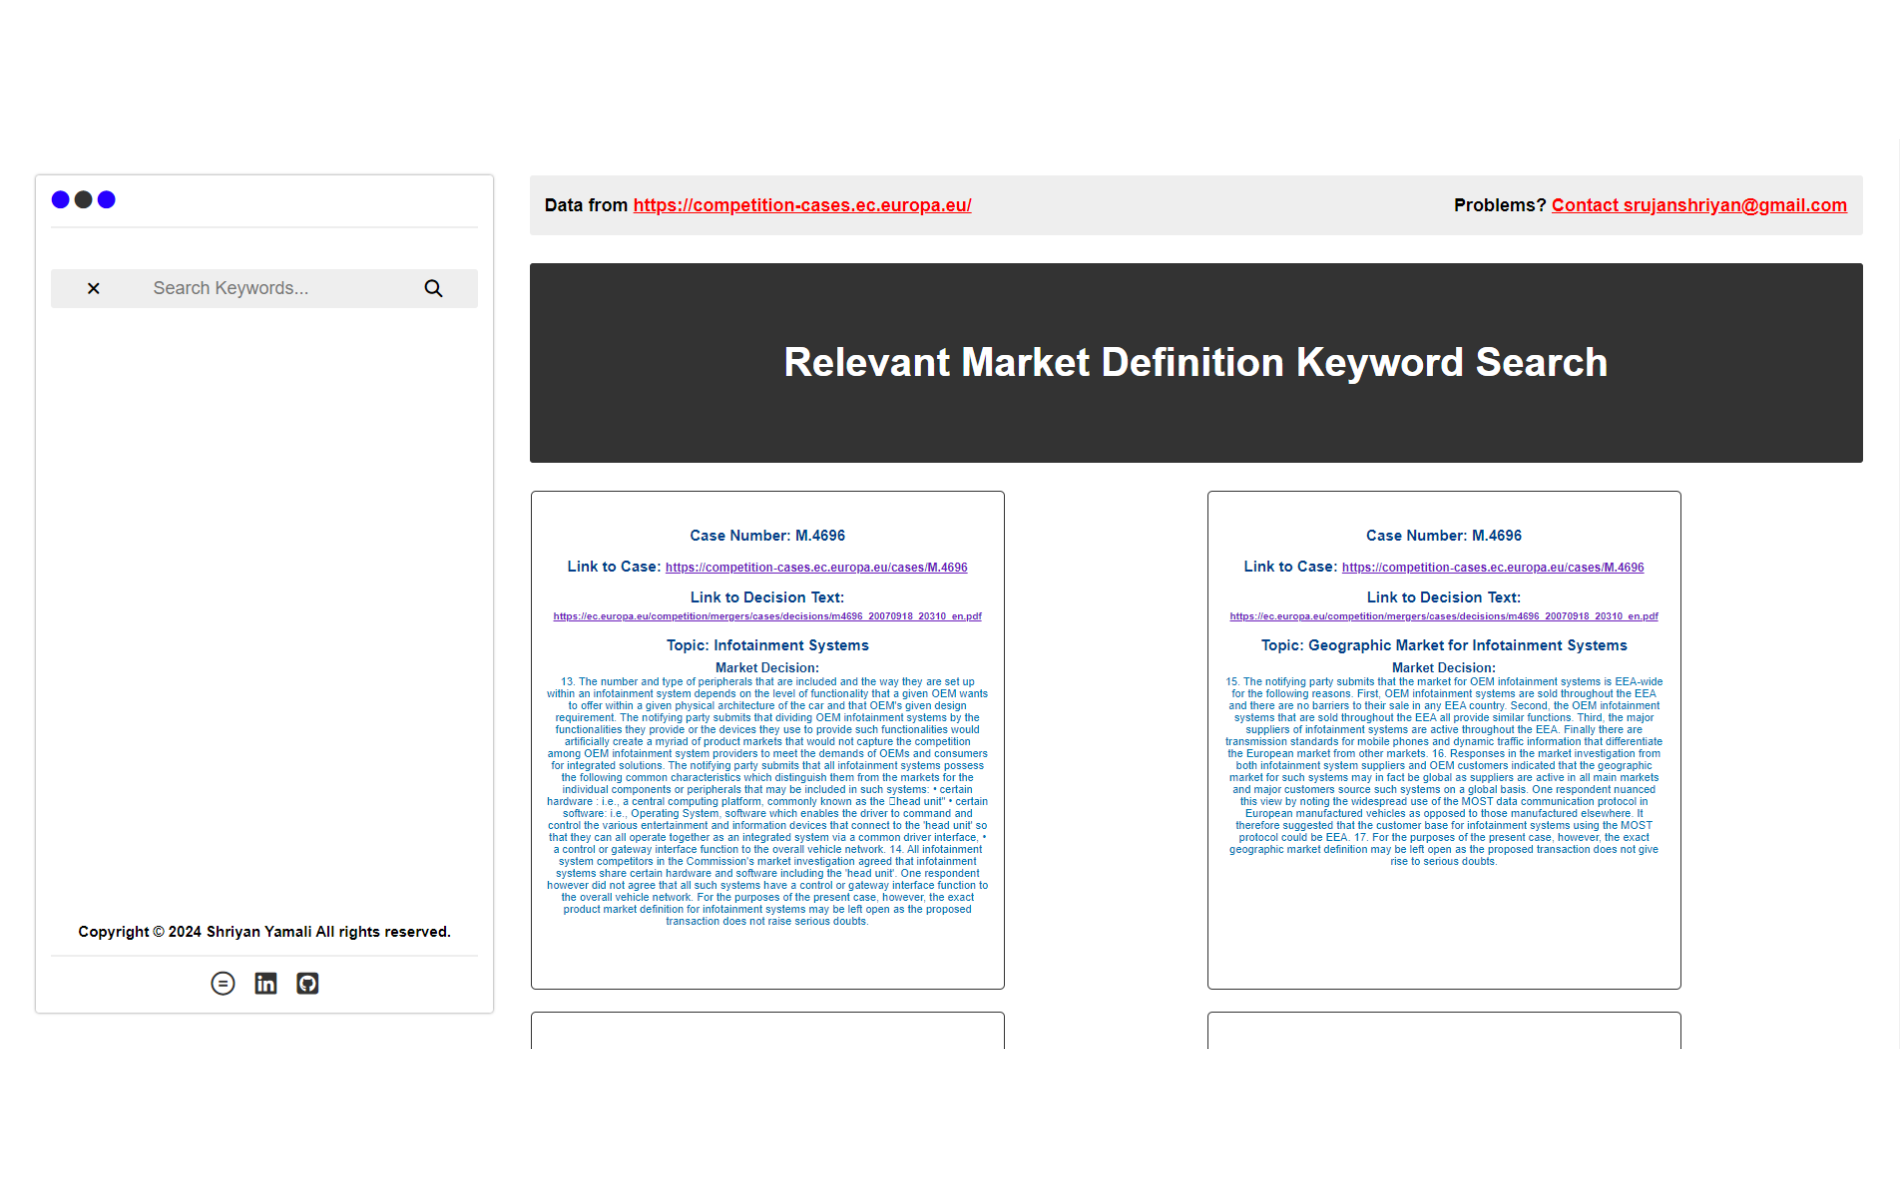 Data from https://competition-cases.ec.europa.eu/
Problems? Contact srujanshriyan@gmail.com
Search Keywords...
Relevant Market Definition Keyword Search
Case Number: M.4696
Link to Case: https://competition-cases.ec.europa.eu/cases/M.4696
Link to Decision Text:
https://ec.europa.eu/competition/mergers/cases/decisions/m4696_20070918_20310_en.pdf
Topic: Infotainment Systems
Market Decision:
13. The number and type of peripherals that are included and the way they are set up
within an infotainment system depends on the level of functionality that a given OEM wants
to offer within a given physical architecture of the car and that OEM's given design
requirement. The notifying party submits that dividing OEM infotainment systems by the
functionalities they provide or the devices they use to provide such functionalities would
artificially create a myriad of product markets that would not capture the competition
among OEM infotainment system providers to meet the demands of OEMs and consumers
for integrated solutions. The notifying party submits that all infotainment systems possess
the following common characteristics which distinguish them from the markets for the
individual components or peripherals that may be included in such systems: • certain
hardware : i.e., a central computing platform, commonly known as the head unit" • certain
software: i.e., Operating System, software which enables the driver to command and
control the various entertainment and information devices that connect to the 'head unit' so
that they can all operate together as an integrated system via a common driver interface, •
a control or gateway interface function to the overall vehicle network. 14. All infotainment
system competitors in the Commission's market investigation agreed that infotainment
systems share certain hardware and software including the 'head unit'. One respondent
however did not agree that all such systems have a control or gateway interface function to
the overall vehicle network. For the purposes of the present case, however, the exact
product market definition for infotainment systems may be left open as the proposed
transaction does not raise serious doubts.
Case Number: M.4696
Link to Case: https://competition-cases.ec.europa.eu/cases/M.4696
Link to Decision Text:
https://ec.europa.eu/competition/mergers/cases/decisions/m4696_20070918_20310_en.pdf
Topic: Geographic Market for Infotainment Systems
Market Decision:
15. The notifying party submits that the market for OEM infotainment systems is EEA-wide
for the following reasons. First, OEM infotainment systems are sold throughout the EEA
and there are no barriers to their sale in any EEA country. Second, the OEM infotainment
systems that are sold throughout the EEA all provide similar functions. Third, the major
suppliers of infotainment systems are active throughout the EEA. Finally there are
transmission standards for mobile phones and dynamic traffic information that differentiate
the European market from other markets. 16. Responses in the market investigation from
both infotainment system suppliers and OEM customers indicated that the geographic
market for such systems may in fact be global as suppliers are active in all main markets
and major customers source such systems on a global basis. One respondent nuanced
this view by noting the widespread use of the MOST data communication protocol in
European manufactured vehicles as opposed to those manufactured elsewhere. It
therefore suggested that the customer base for infotainment systems using the MOST
protocol could be EEA. 17. For the purposes of the present case, however, the exact
geographic market definition may be left open as the proposed transaction does not give
rise to serious doubts.
Copyright © 2024 Shriyan Yamali All rights reserved.